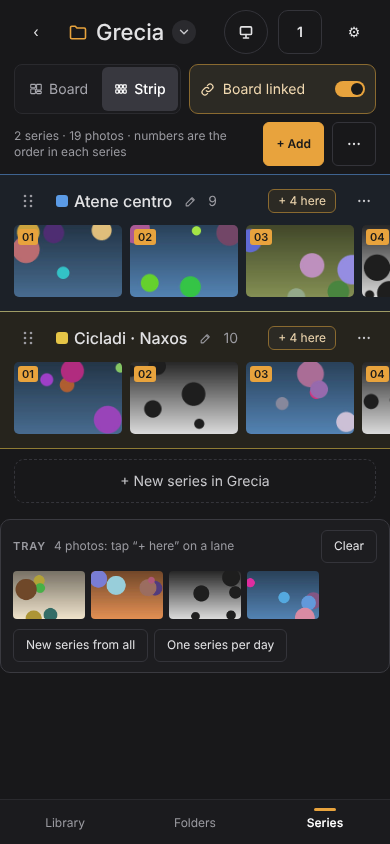 ‹ Grecia 1
Board Strip Board linked
2 series · 19 photos · numbers are the
order in each series
+ Add ···
Atene centro 9 + 4 here ···
01 02 03 04
Cicladi · Naxos 10 + 4 here ···
01 02 03 04
+ New series in Grecia
TRAY 4 photos: tap “+ here” on a lane Clear
New series from all One series per day
Library Folders Series